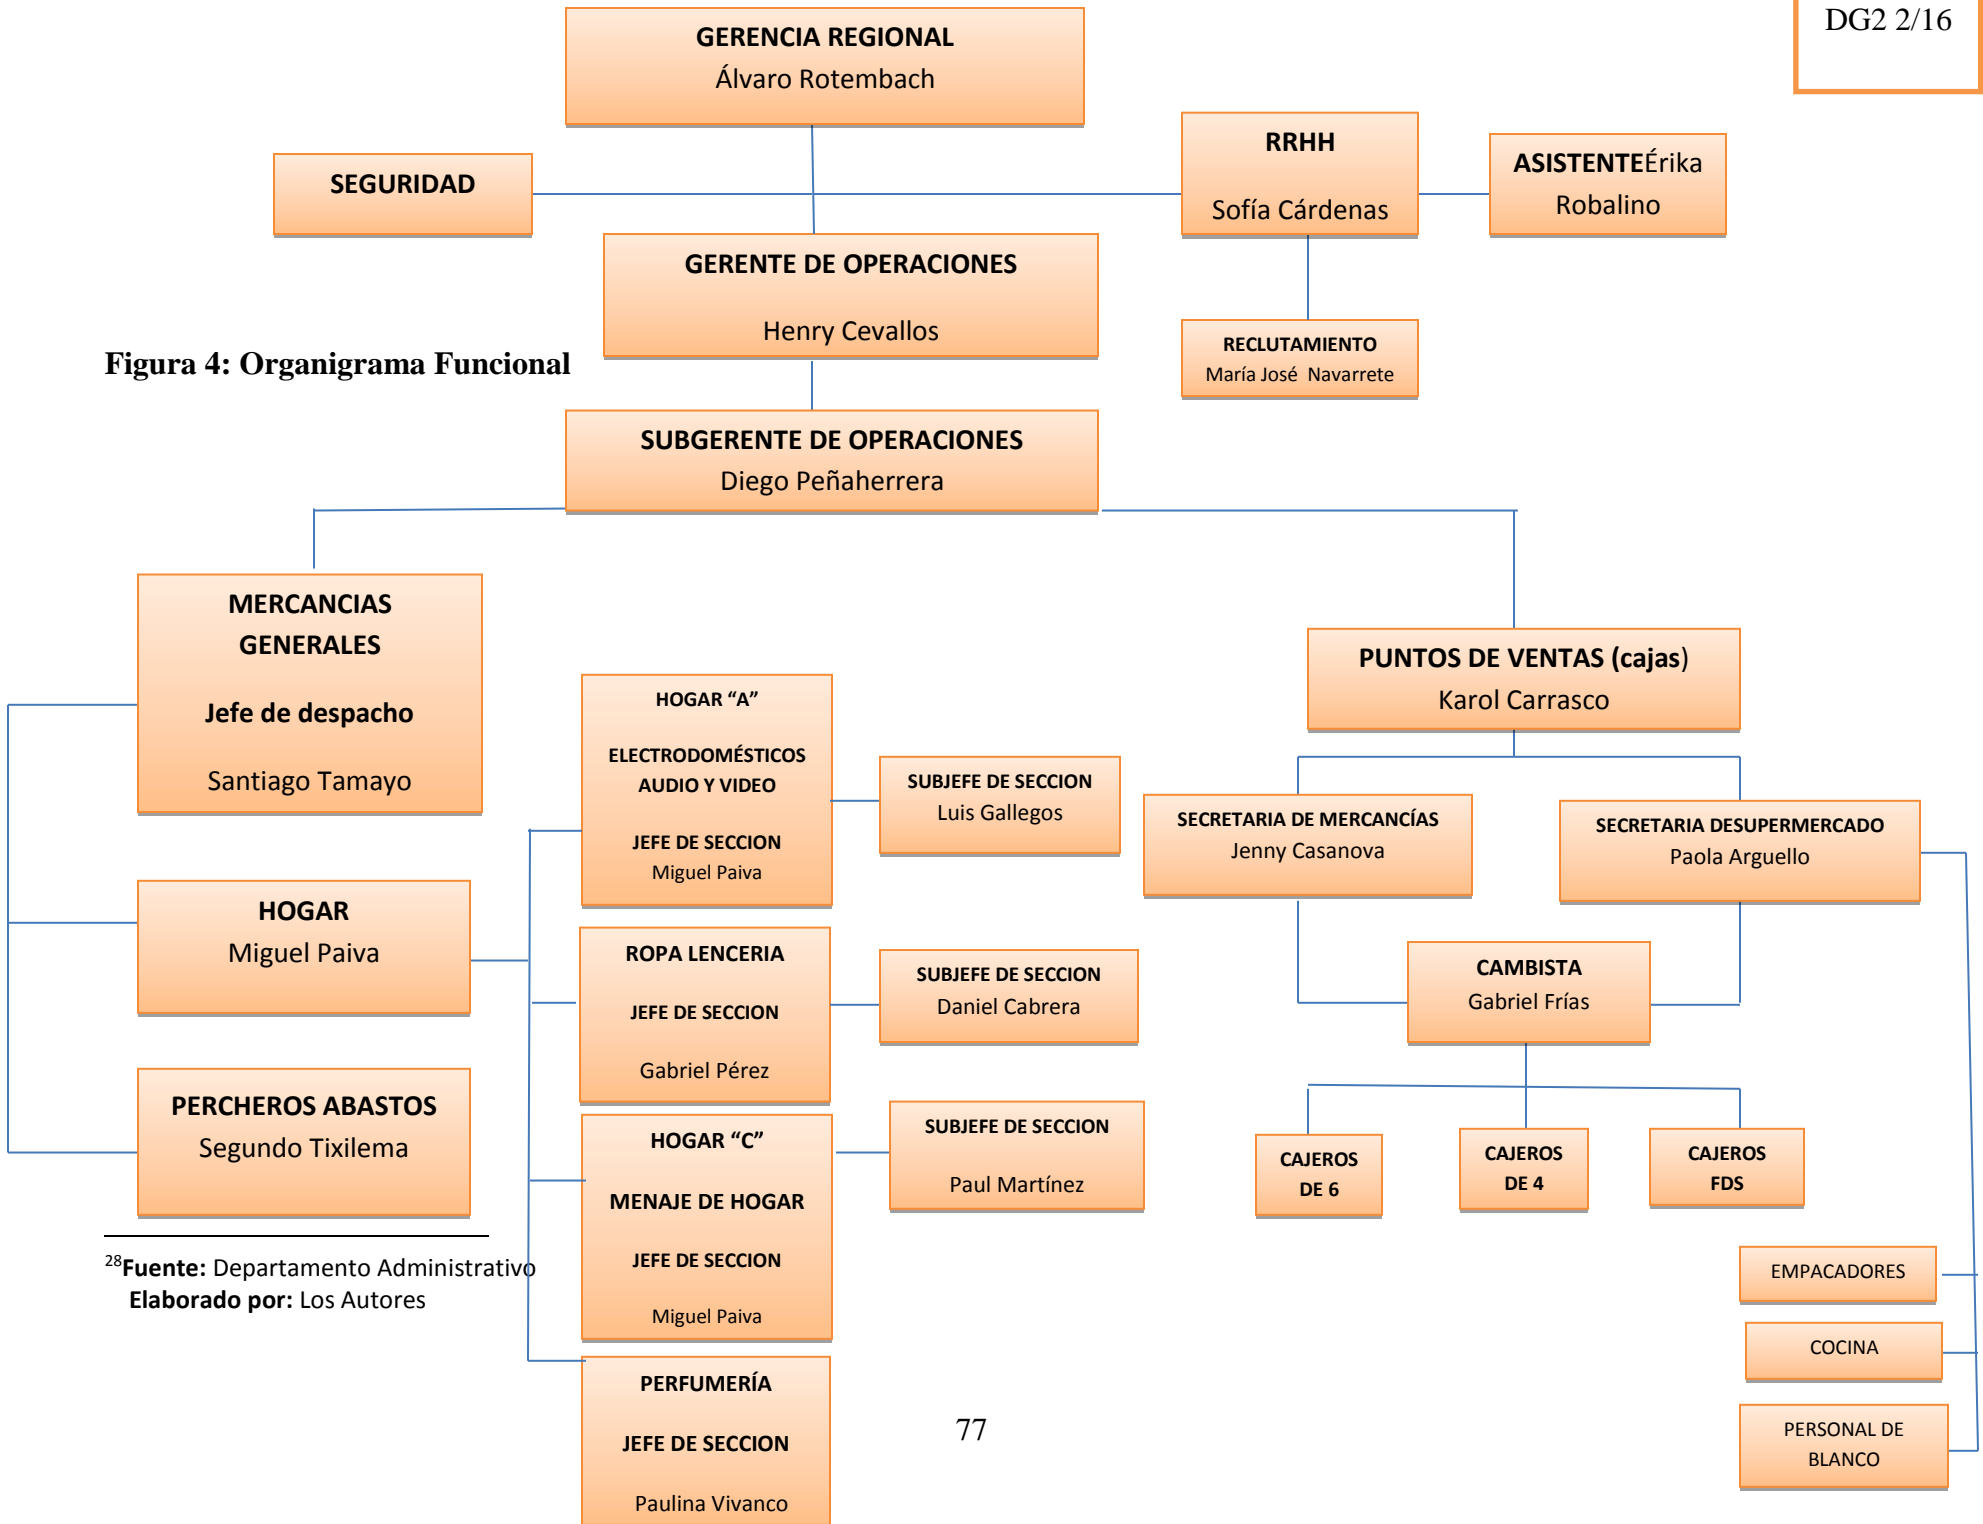 DG2 2/16
GERENCIA REGIONAL
Álvaro Rotembach
SEGURIDAD
RRHH
Sofía Cárdenas
ASISTENTEÉrika
Robalino
GERENTE DE OPERACIONES
Henry Cevallos
RECLUTAMIENTO
María José Navarrete
Figura 4: Organigrama Funcional
SUBGERENTE DE OPERACIONES
Diego Peñaherrera
MERCANCIAS
GENERALES
Jefe de despacho
Santiago Tamayo
HOGAR
Miguel Paiva
PERCHEROS ABASTOS
Segundo Tixilema
HOGAR “A”
ELECTRODOMÉSTICOS
AUDIO Y VIDEO
JEFE DE SECCION
Miguel Paiva
SUBJEFE DE SECCION
Luis Gallegos
ROPA LENCERIA
JEFE DE SECCION
Gabriel Pérez
SUBJEFE DE SECCION
Daniel Cabrera
HOGAR “C”
MENAJE DE HOGAR
JEFE DE SECCION
Miguel Paiva
SUBJEFE DE SECCION
Paul Martínez
PERFUMERÍA
JEFE DE SECCION
Paulina Vivanco
PUNTOS DE VENTAS (cajas)
Karol Carrasco
SECRETARIA DE MERCANCÍAS
Jenny Casanova
SECRETARIA DESUPERMERCADO
Paola Arguello
CAMBISTA
Gabriel Frías
CAJEROS
DE 6
CAJEROS
DE 4
CAJEROS
FDS
EMPACADORES
COCINA
PERSONAL DE
BLANCO
28Fuente: Departamento Administrativo
Elaborado por: Los Autores
77